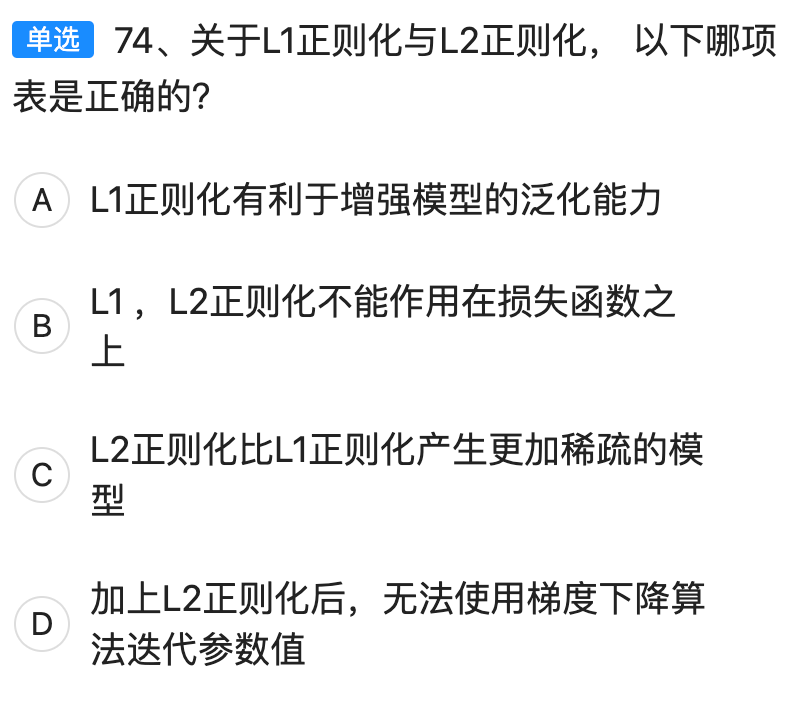 单选 74、关于L1正则化与L2正则化， 以下哪项
表是正确的?
A L1正则化有利于增强模型的泛化能力
B L1 ，L2正则化不能作用在损失函数之
上
C L2正则化比L1正则化产生更加稀疏的模
型
D 加上L2正则化后，无法使用梯度下降算
法迭代参数值